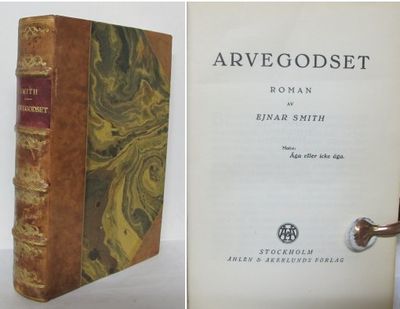 SMITH
ARVEGODSET
ARVEGODSET
ROMAN
AV
EJNAR SMITH
Motto:
Äga eller icke äga.
STOCKHOLM
ÅHLÉN & ÅKERLUNDS FÖRLAG